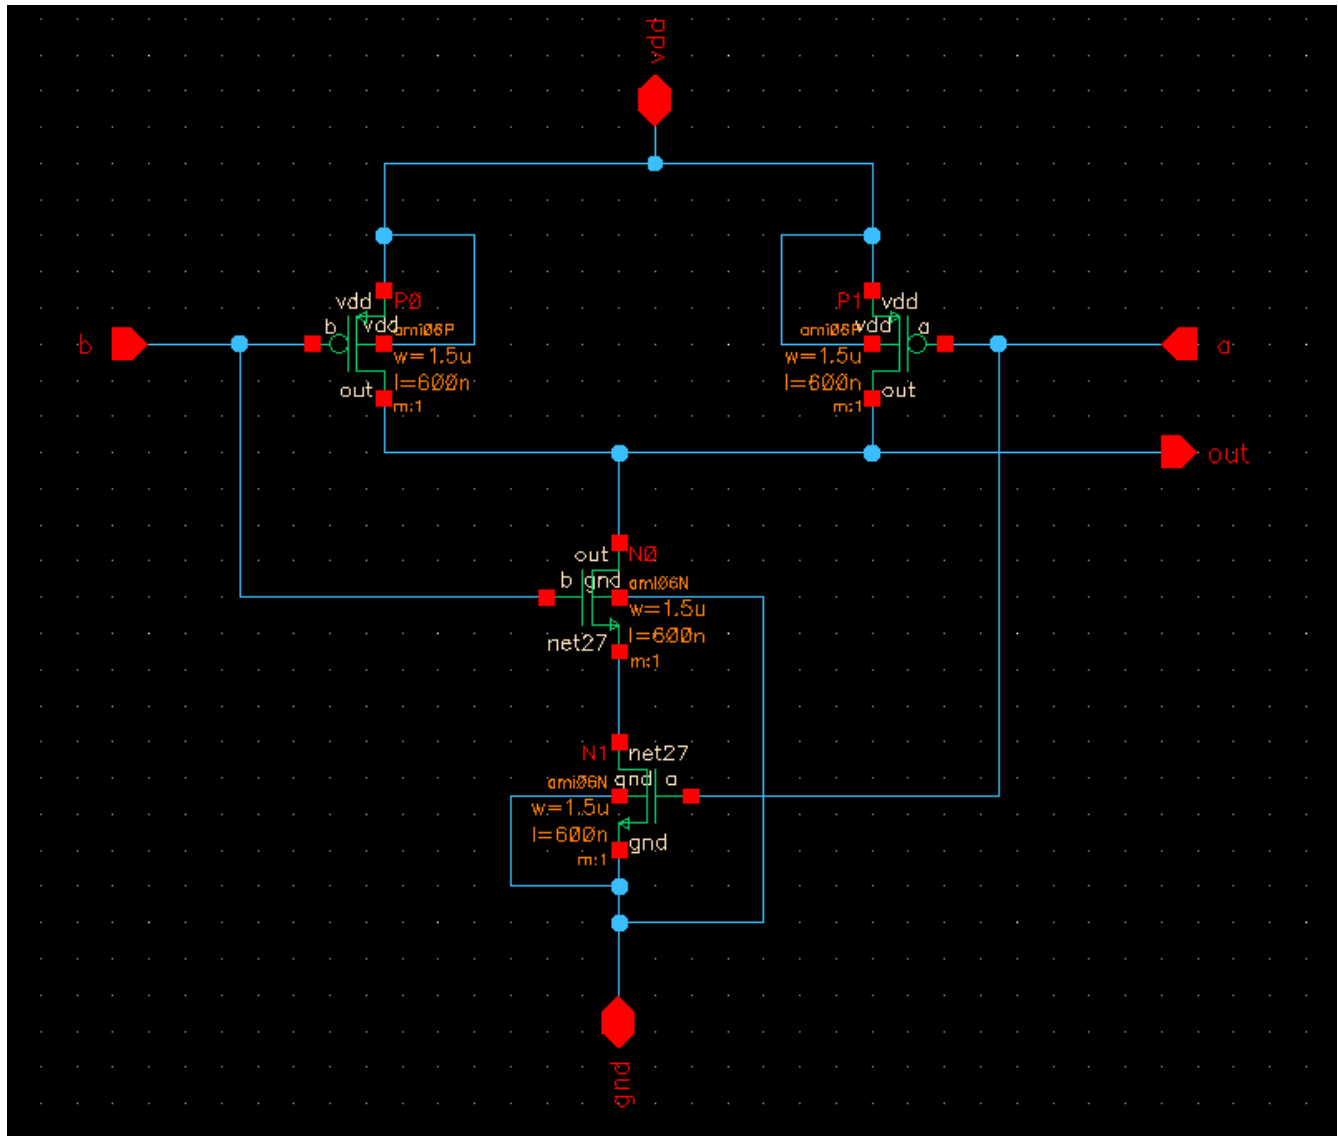 vdd
vdd
P0
b
vdd
ami06P
w=1.5u
l=600n
out
m:1
P1
vdd
ami06P
vdd
a
w=1.5u
l=600n
m:1
out
b
a
out
out
N0
b
gnd
ami06N
w=1.5u
l=600n
net27
m:1
N1
net27
ami06N
gnd
a
w=1.5u
l=600n
gnd
m:1
gnd